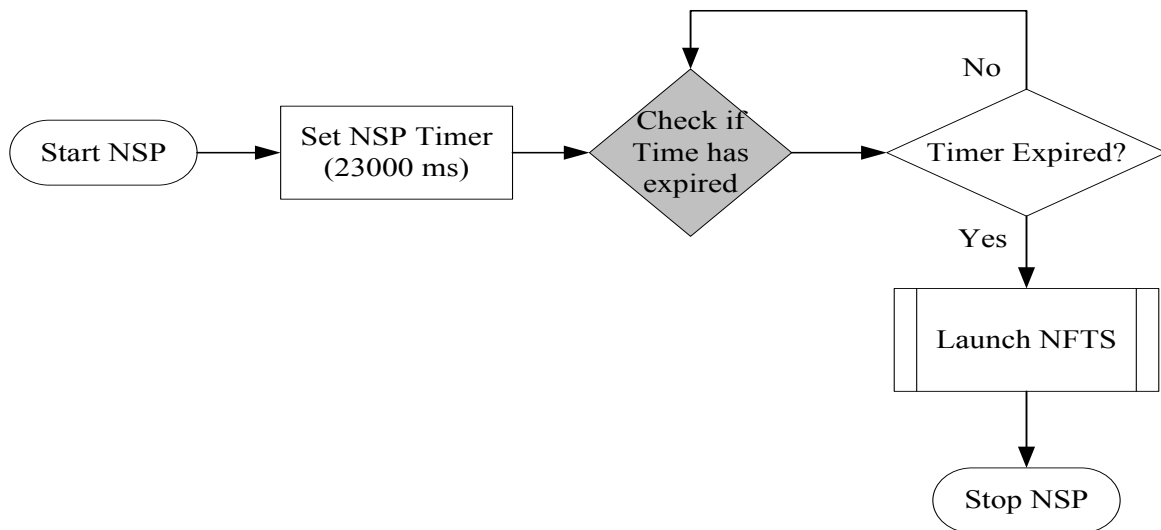 Start NSP
Set NSP Timer
(23000 ms)
Check if
Time has
expired
No
Timer Expired?
Yes
Launch NFTS
Stop NSP